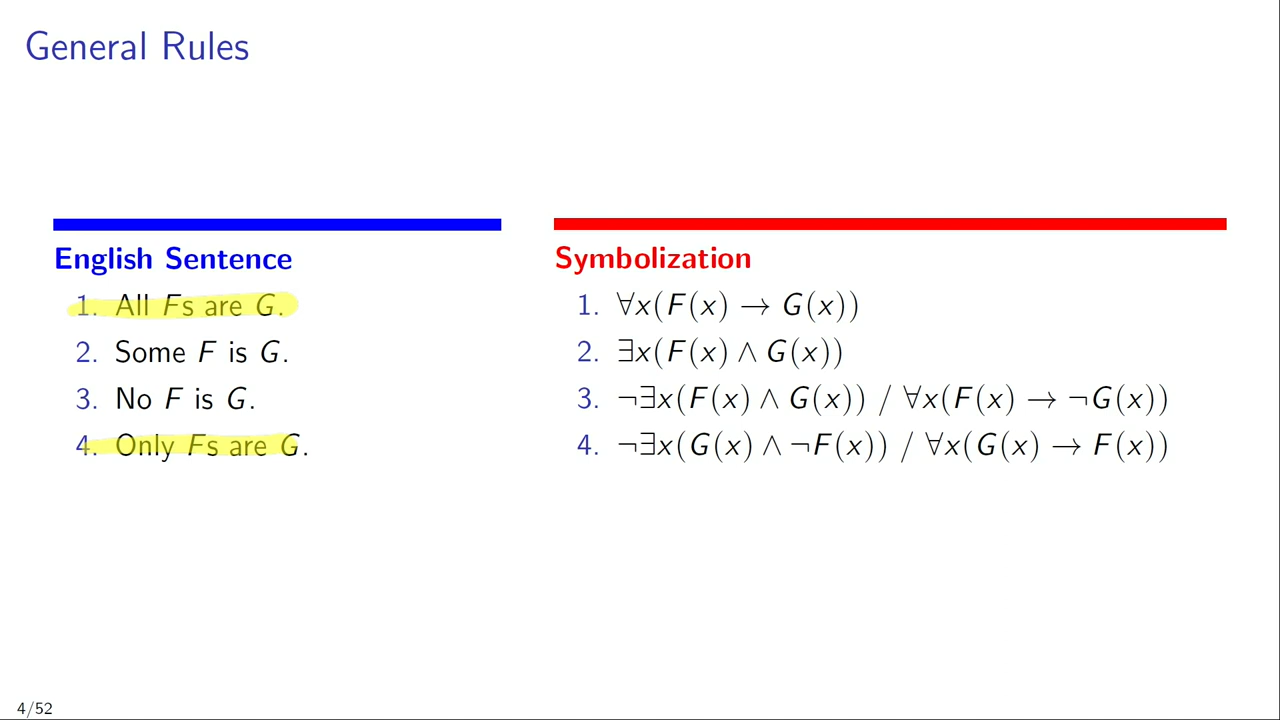 General Rules
English Sentence
1. All Fs are G.
2. Some F is G.
3. No F is G.
4. Only Fs are G.
Symbolization
1. ∀x(F(x) → G(x))
2. ∃x(F(x) ∧ G(x))
3. ¬∃x(F(x) ∧ G(x)) / ∀x(F(x) → ¬G(x))
4. ¬∃x(G(x) ∧ ¬F(x)) / ∀x(G(x) → F(x))
4/52